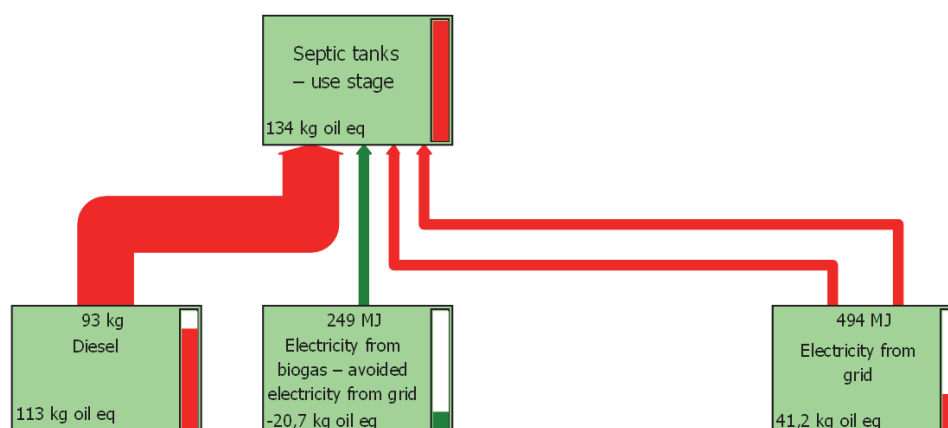 Septic tanks
– use stage
134 kg oil eq
93 kg
Diesel
113 kg oil eq
249 MJ
Electricity from
biogas – avoided
electricity from grid
-20,7 kg oil eq
494 MJ
Electricity from
grid
41,2 kg oil eq